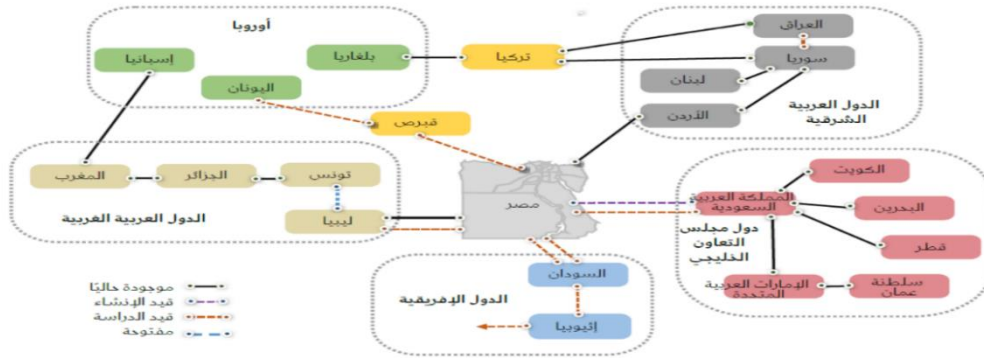 أوروبا
إسبانيا
بلغاريا
اليونان
تركيا
قبرص
العراق
سوريا
لبنان
الأردن
الدول العربية
الشرقية
المغرب
الجزائر
تونس
ليبيا
الدول العربية الغربية
مصر
الكويت
المملكة العربية
السعودية
البحرين
قطر
دول مجلس
التعاون
الخليجي
الإمارات العربية
المتحدة
سلطنة
عمان
السودان
الدول الإفريقية
إثيوبيا
موجودة حاليًا
قيد الإنشاء
قيد الدراسة
مفتوحة